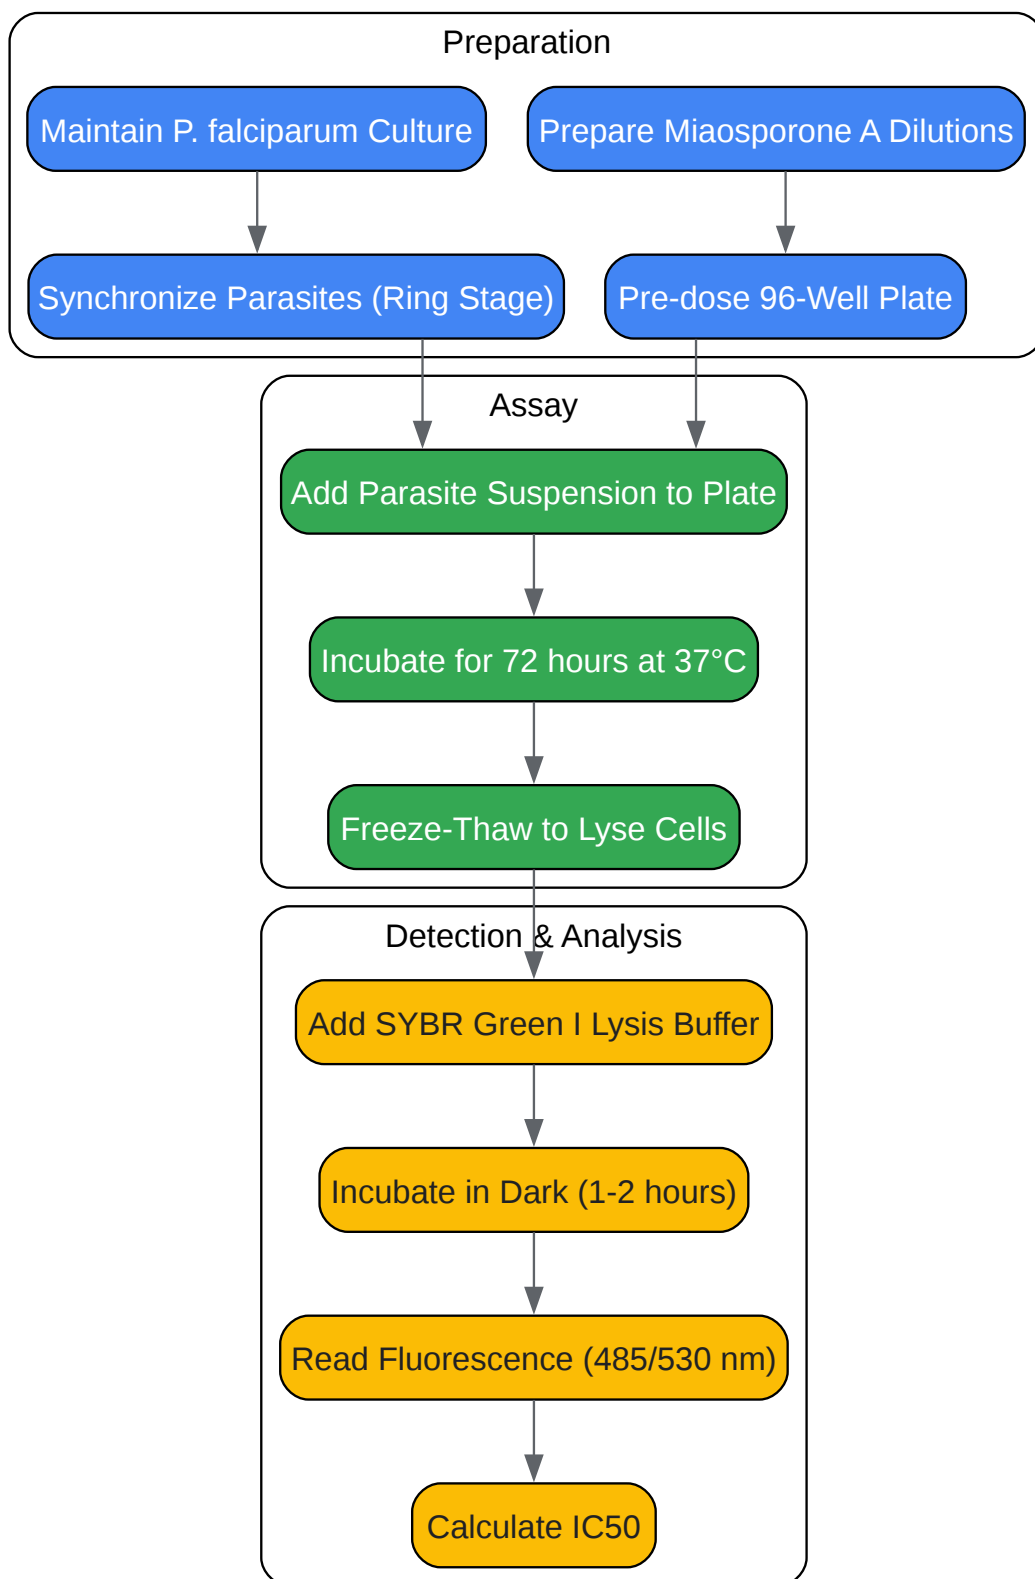 Preparation
Maintain P. falciparum Culture
Prepare Miaosporone A Dilutions
Synchronize Parasites (Ring Stage)
Pre-dose 96-Well Plate
Assay
Add Parasite Suspension to Plate
Incubate for 72 hours at 37°C
Freeze-Thaw to Lyse Cells
Detection & Analysis
Add SYBR Green I Lysis Buffer
Incubate in Dark (1-2 hours)
Read Fluorescence (485/530 nm)
Calculate IC50